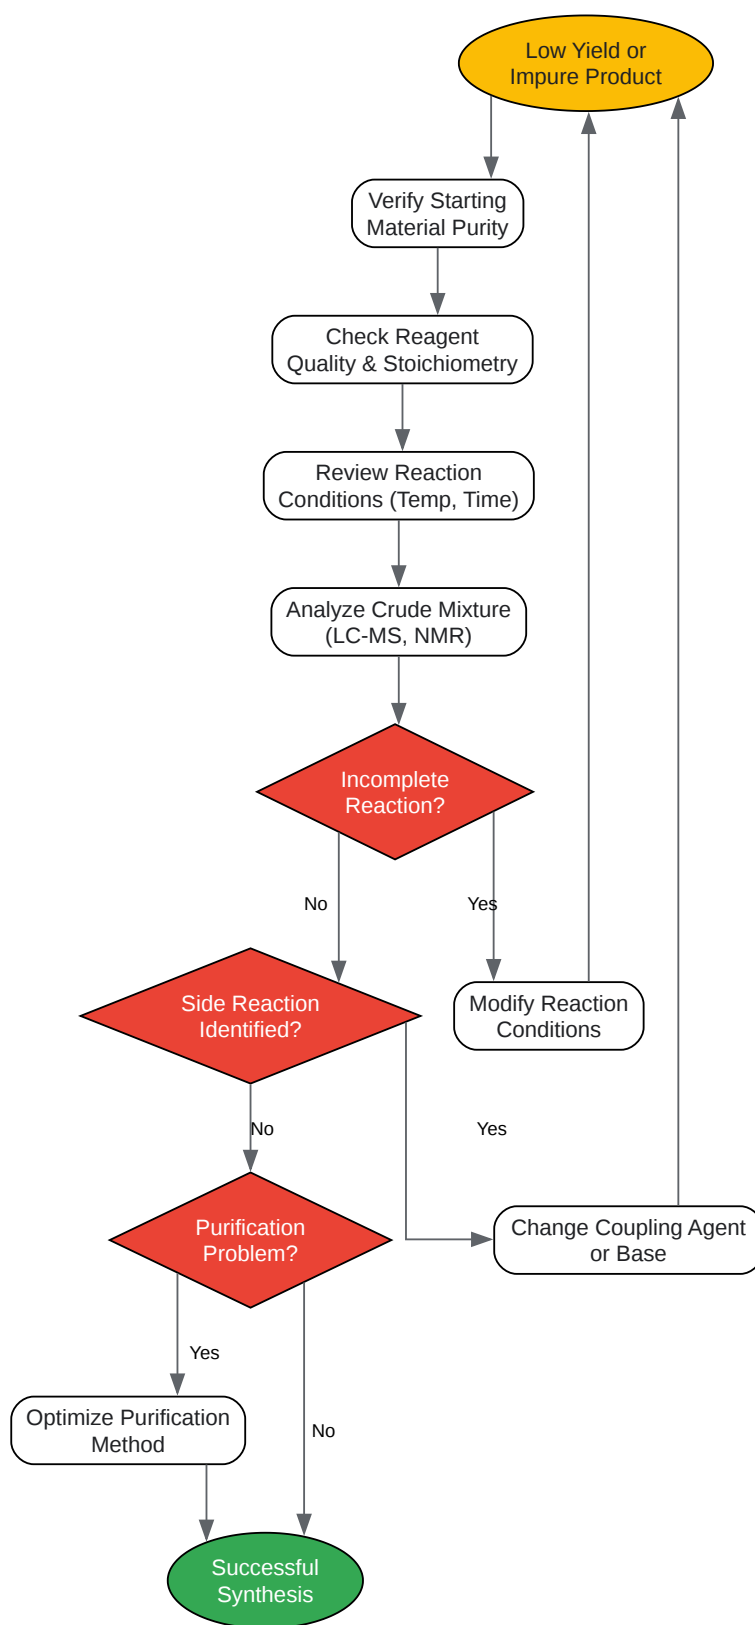 Low Yield or
Impure Product
Verify Starting
Material Purity
Check Reagent
Quality & Stoichiometry
Review Reaction
Conditions (Temp, Time)
Analyze Crude Mixture
(LC-MS, NMR)
Incomplete
Reaction?
No
Yes
Side Reaction
Identified?
Modify Reaction
Conditions
No
Yes
Purification
Problem?
Change Coupling Agent
or Base
Yes
Optimize Purification
Method
No
Successful
Synthesis